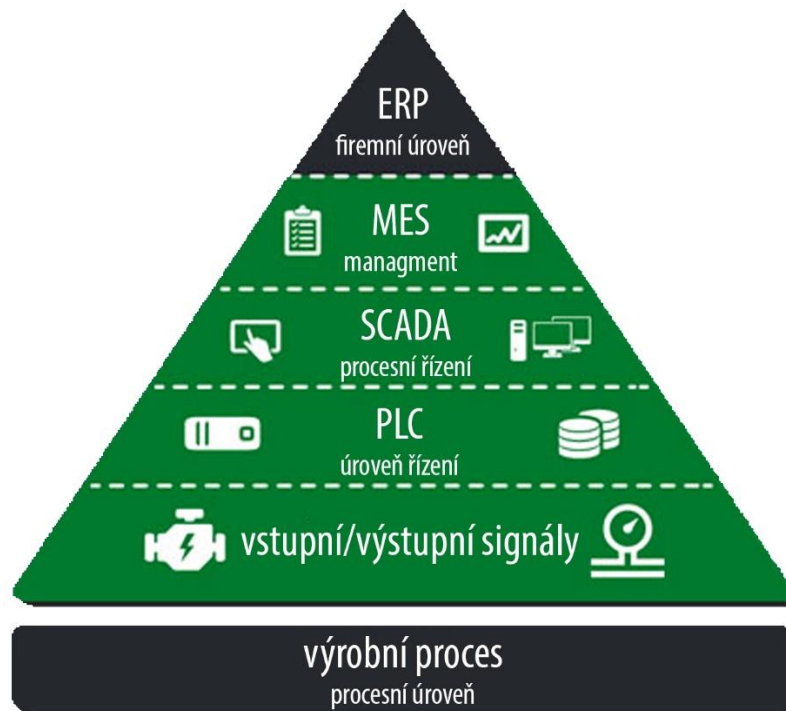 ERP
firemní úroveň
MES
managment
SCADA
procesní řízení
PLC
úroveň řízení
vstupní/výstupní signály
výrobní proces
procesní úroveň